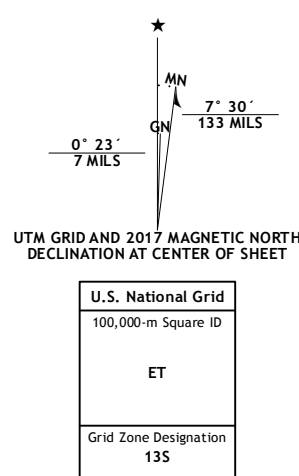 ★
MN
7° 30´
133 MILS
GN
0° 23´
7 MILS
UTM GRID AND 2017 MAGNETIC NORTH
DECLINATION AT CENTER OF SHEET
U.S. National Grid
100,000-m Square ID
ET
Grid Zone Designation
13S